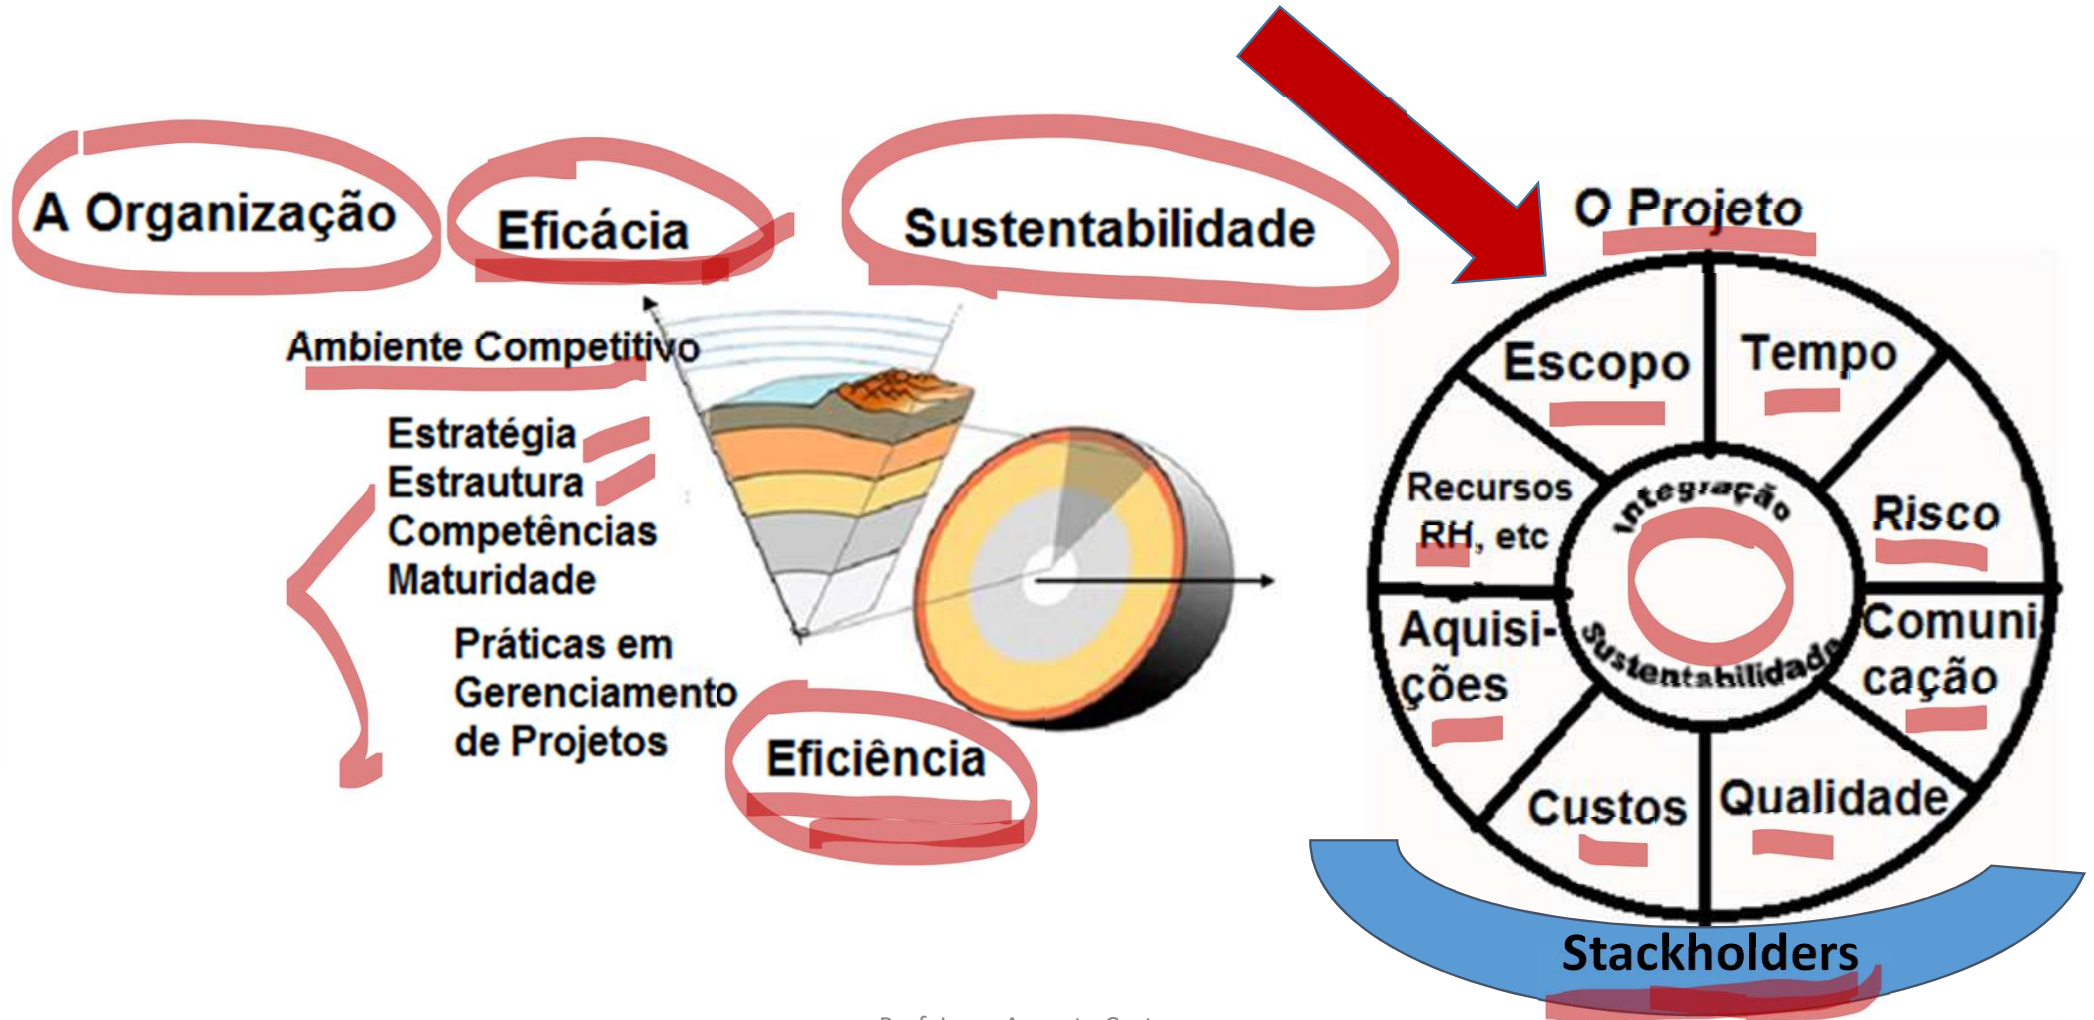 A Organização
Eficácia
Sustentabilidade
Ambiente Competitivo
Estratégia
Estrautura
Competências
Maturidade
Práticas em
Gerenciamento
de Projetos
Eficiência
O Projeto
Escopo
Tempo
Recursos
RH, etc
Risco
Integração
Sustentabilidade
Aquisi-
ções
Comuni
cação
Custos
Qualidade
Stackholders